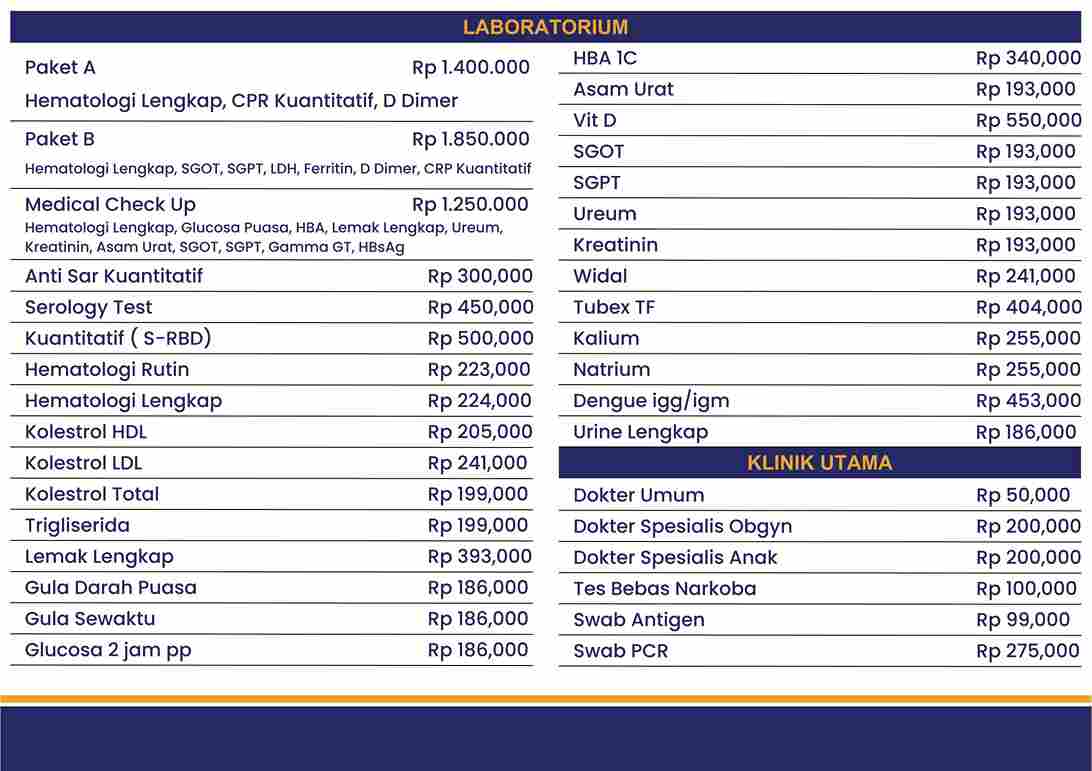 LABORATORIUM
Paket A Rp 1.400.000
Hematologi Lengkap, CPR Kuantitatif, D Dimer
Paket B Rp 1.850.000
Hematologi Lengkap, SGOT, SGPT, LDH, Ferritin, D Dimer, CRP Kuantitatif
Medical Check Up Rp 1.250.000
Hematologi Lengkap, Glucosa Puasa, HBA, Lemak Lengkap, Ureum,
Kreatinin, Asam Urat, SGOT, SGPT, Gamma GT, HBsAg
Anti Sar Kuantitatif Rp 300,000
Serology Test Rp 450,000
Kuantitatif ( S-RBD) Rp 500,000
Hematologi Rutin Rp 223,000
Hematologi Lengkap Rp 224,000
Kolestrol HDL Rp 205,000
Kolestrol LDL Rp 241,000
Kolestrol Total Rp 199,000
Trigliserida Rp 199,000
Lemak Lengkap Rp 393,000
Gula Darah Puasa Rp 186,000
Gula Sewaktu Rp 186,000
Glucosa 2 jam pp Rp 186,000
HBA 1C Rp 340,000
Asam Urat Rp 193,000
Vit D Rp 550,000
SGOT Rp 193,000
SGPT Rp 193,000
Ureum Rp 193,000
Kreatinin Rp 193,000
Widal Rp 241,000
Tubex TF Rp 404,000
Kalium Rp 255,000
Natrium Rp 255,000
Dengue igg/igm Rp 453,000
Urine Lengkap Rp 186,000
KLINIK UTAMA
Dokter Umum Rp 50,000
Dokter Spesialis Obgyn Rp 200,000
Dokter Spesialis Anak Rp 200,000
Tes Bebas Narkoba Rp 100,000
Swab Antigen Rp 99,000
Swab PCR Rp 275,000